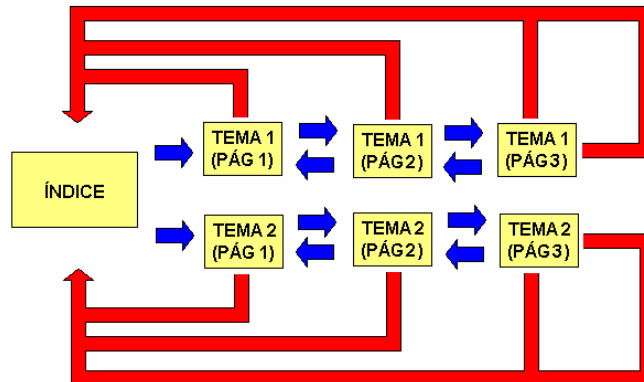 TEMA 1
(PÁG 1)
TEMA 1
(PÁG2)
TEMA 1
(PÁG3)
ÍNDICE
TEMA 2
(PÁG 1)
TEMA 2
(PÁG2)
TEMA 2
(PÁG3)